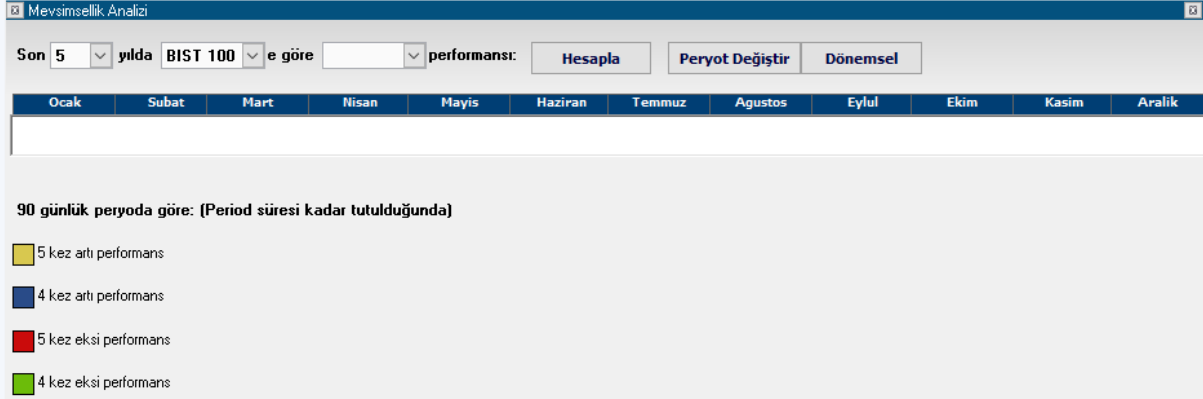 Mevsimsellik Analizi
Son 5 yılda BIST 100 e göre performansı: Hesapla Peryot Değiştir Dönemsel
Ocak Subat Mart Nisan Mayis Haziran Temmuz Agustos Eylul Ekim Kasim Aralik
90 günlük peryoda göre: (Period süresi kadar tutulduğunda)
5 kez artı performans
4 kez artı performans
5 kez eksi performans
4 kez eksi performans